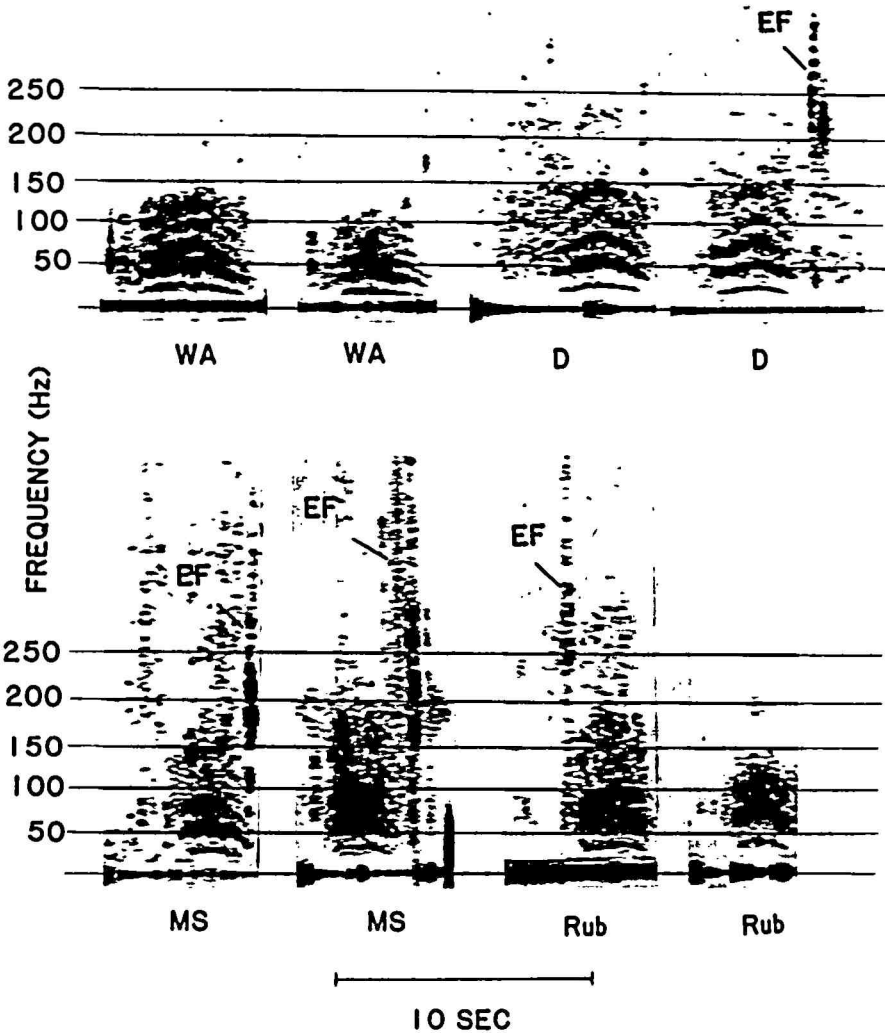 EF
250
200
150
100
50
WA WA D D
FREQUENCY (Hz)
EF
EF
EF
250
200
150
100
50
MS MS Rub Rub
10 SEC